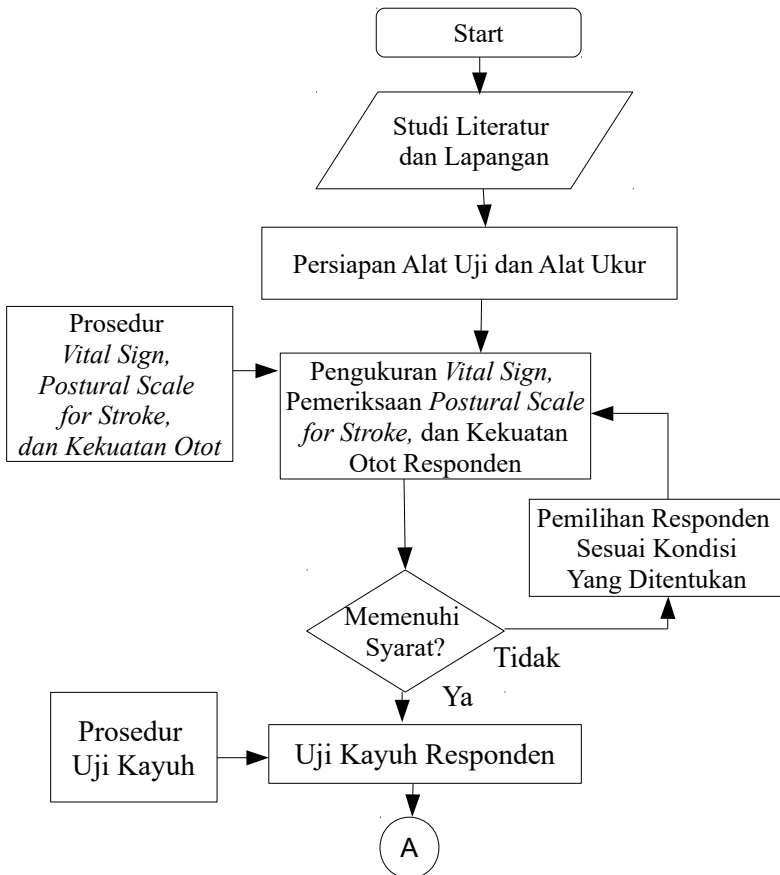 Start
Studi Literatur
dan Lapangan
Persiapan Alat Uji dan Alat Ukur
Prosedur
Vital Sign,
Postural Scale
for Stroke,
dan Kekuatan Otot
Pengukuran Vital Sign,
Pemeriksaan Postural Scale
for Stroke, dan Kekuatan
Otot Responden
Pemilihan Responden
Sesuai Kondisi
Yang Ditentukan
Memenuhi
Syarat?
Tidak
Ya
Prosedur
Uji Kayuh
Uji Kayuh Responden
A